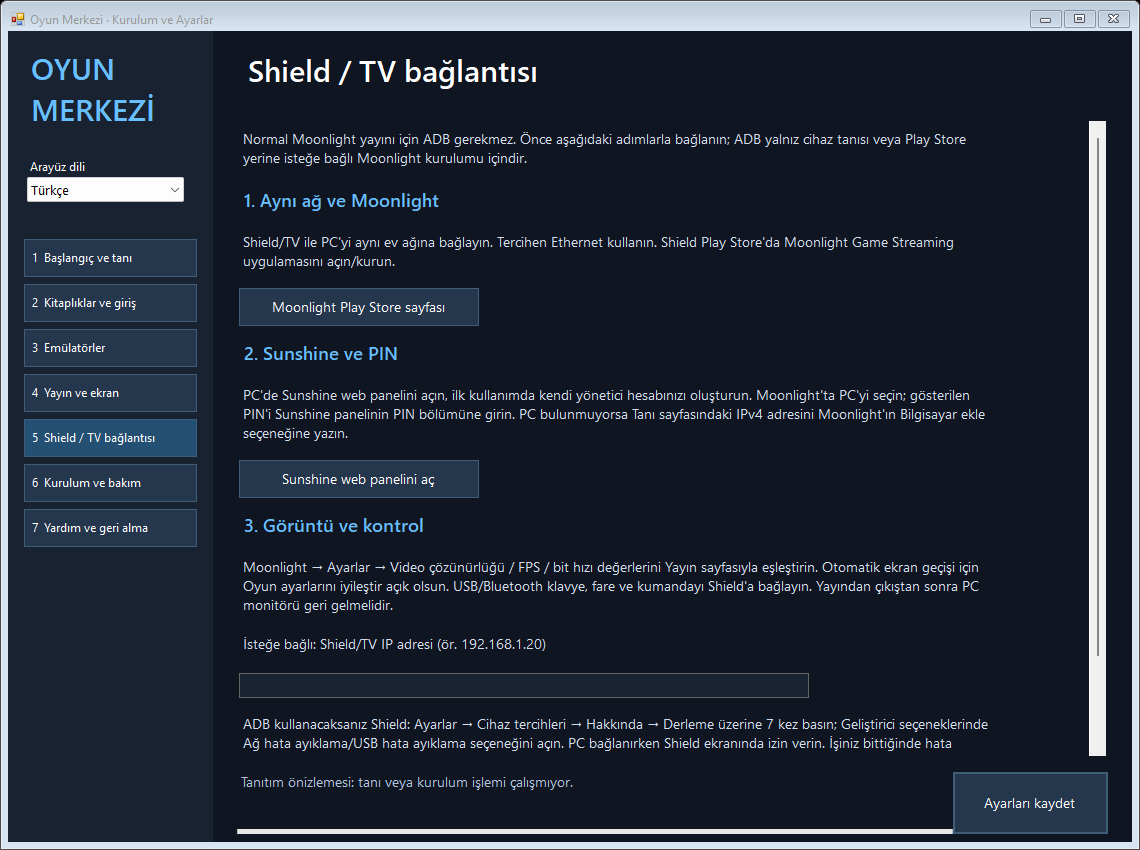 Oyun Merkezi · Kurulum ve Ayarlar
OYUN
MERKEZİ
Arayüz dili
Türkçe
1 Başlangıç ve tanı
2 Kitaplıklar ve giriş
3 Emülatörler
4 Yayın ve ekran
5 Shield / TV bağlantısı
6 Kurulum ve bakım
7 Yardım ve geri alma
Shield / TV bağlantısı
Normal Moonlight yayını için ADB gerekmez. Önce aşağıdaki adımlarla bağlanın; ADB yalnız cihaz tanısı veya Play Store
yerine isteğe bağlı Moonlight kurulumu içindir.
1. Aynı ağ ve Moonlight
Shield/TV ile PC'yi aynı ev ağına bağlayın. Tercihen Ethernet kullanın. Shield Play Store'da Moonlight Game Streaming
uygulamasını açın/kurun.
Moonlight Play Store sayfası
2. Sunshine ve PIN
PC'de Sunshine web panelini açın, ilk kullanımda kendi yönetici hesabınızı oluşturun. Moonlight'ta PC'yi seçin; gösterilen
PIN'i Sunshine panelinin PIN bölümüne girin. PC bulunmuyorsa Tanı sayfasındaki IPv4 adresini Moonlight'ın Bilgisayar ekle
seçeneğine yazın.
Sunshine web panelini aç
3. Görüntü ve kontrol
Moonlight → Ayarlar → Video çözünürlüğü / FPS / bit hızı değerlerini Yayın sayfasıyla eşleştirin. Otomatik ekran geçişi için
Oyun ayarlarını iyileştir açık olsun. USB/Bluetooth klavye, fare ve kumandayı Shield'a bağlayın. Yayından çıkıştan sonra PC
monitörü geri gelmelidir.
İsteğe bağlı: Shield/TV IP adresi (ör. 192.168.1.20)
ADB kullanacaksanız Shield: Ayarlar → Cihaz tercihleri → Hakkında → Derleme üzerine 7 kez basın; Geliştirici seçeneklerinde
Ağ hata ayıklama/USB hata ayıklama seçeneğini açın. PC bağlanırken Shield ekranında izin verin. İşiniz bittiğinde hata
Tanıtım önizlemesi: tanı veya kurulum işlemi çalışmıyor.
Ayarları kaydet